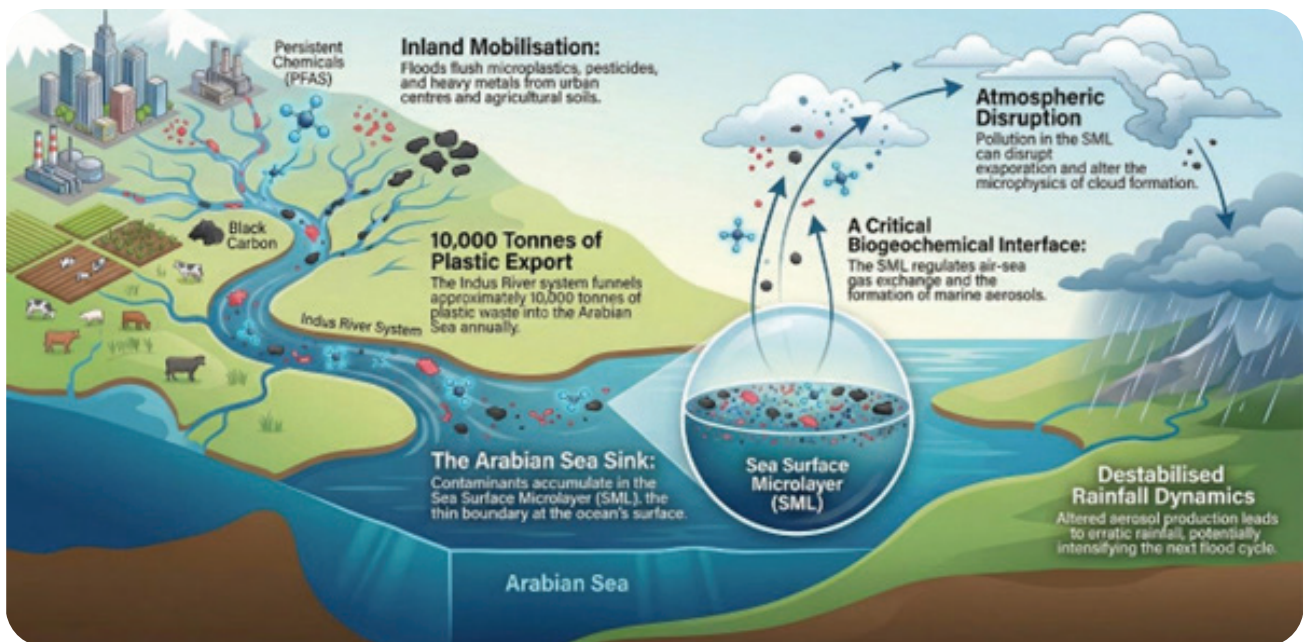 Persistent
Chemicals
(PFAS)
Inland Mobilisation:
Floods flush microplastics, pesticides,
and heavy metals from urban
centres and agricultural soils.
Black
Carbon
10,000 Tonnes of
Plastic Export
The Indus River system funnels
approximately 10,000 tonnes of
plastic waste into the Arabian
Sea annually.
Indus River System
The Arabian Sea Sink:
Contaminants accumulate in the
Sea Surface Microlayer (SML). the
thin boundary at the ocean's surface.
Arabian Sea
Sea Surface
Microlayer
(SML)
A Critical
Biogeochemical Interface:
The SML regulates air-sea
gas exchange and the
formation of marine aerosols.
Atmospheric
Disruption
Pollution in the SML
can disrupt
evaporation and alter the
microphysics of cloud formation.
Destabilised
Rainfall Dynamics
Altered aerosol production leads
to erratic rainfall, potentially
intensifying the next flood cycle.